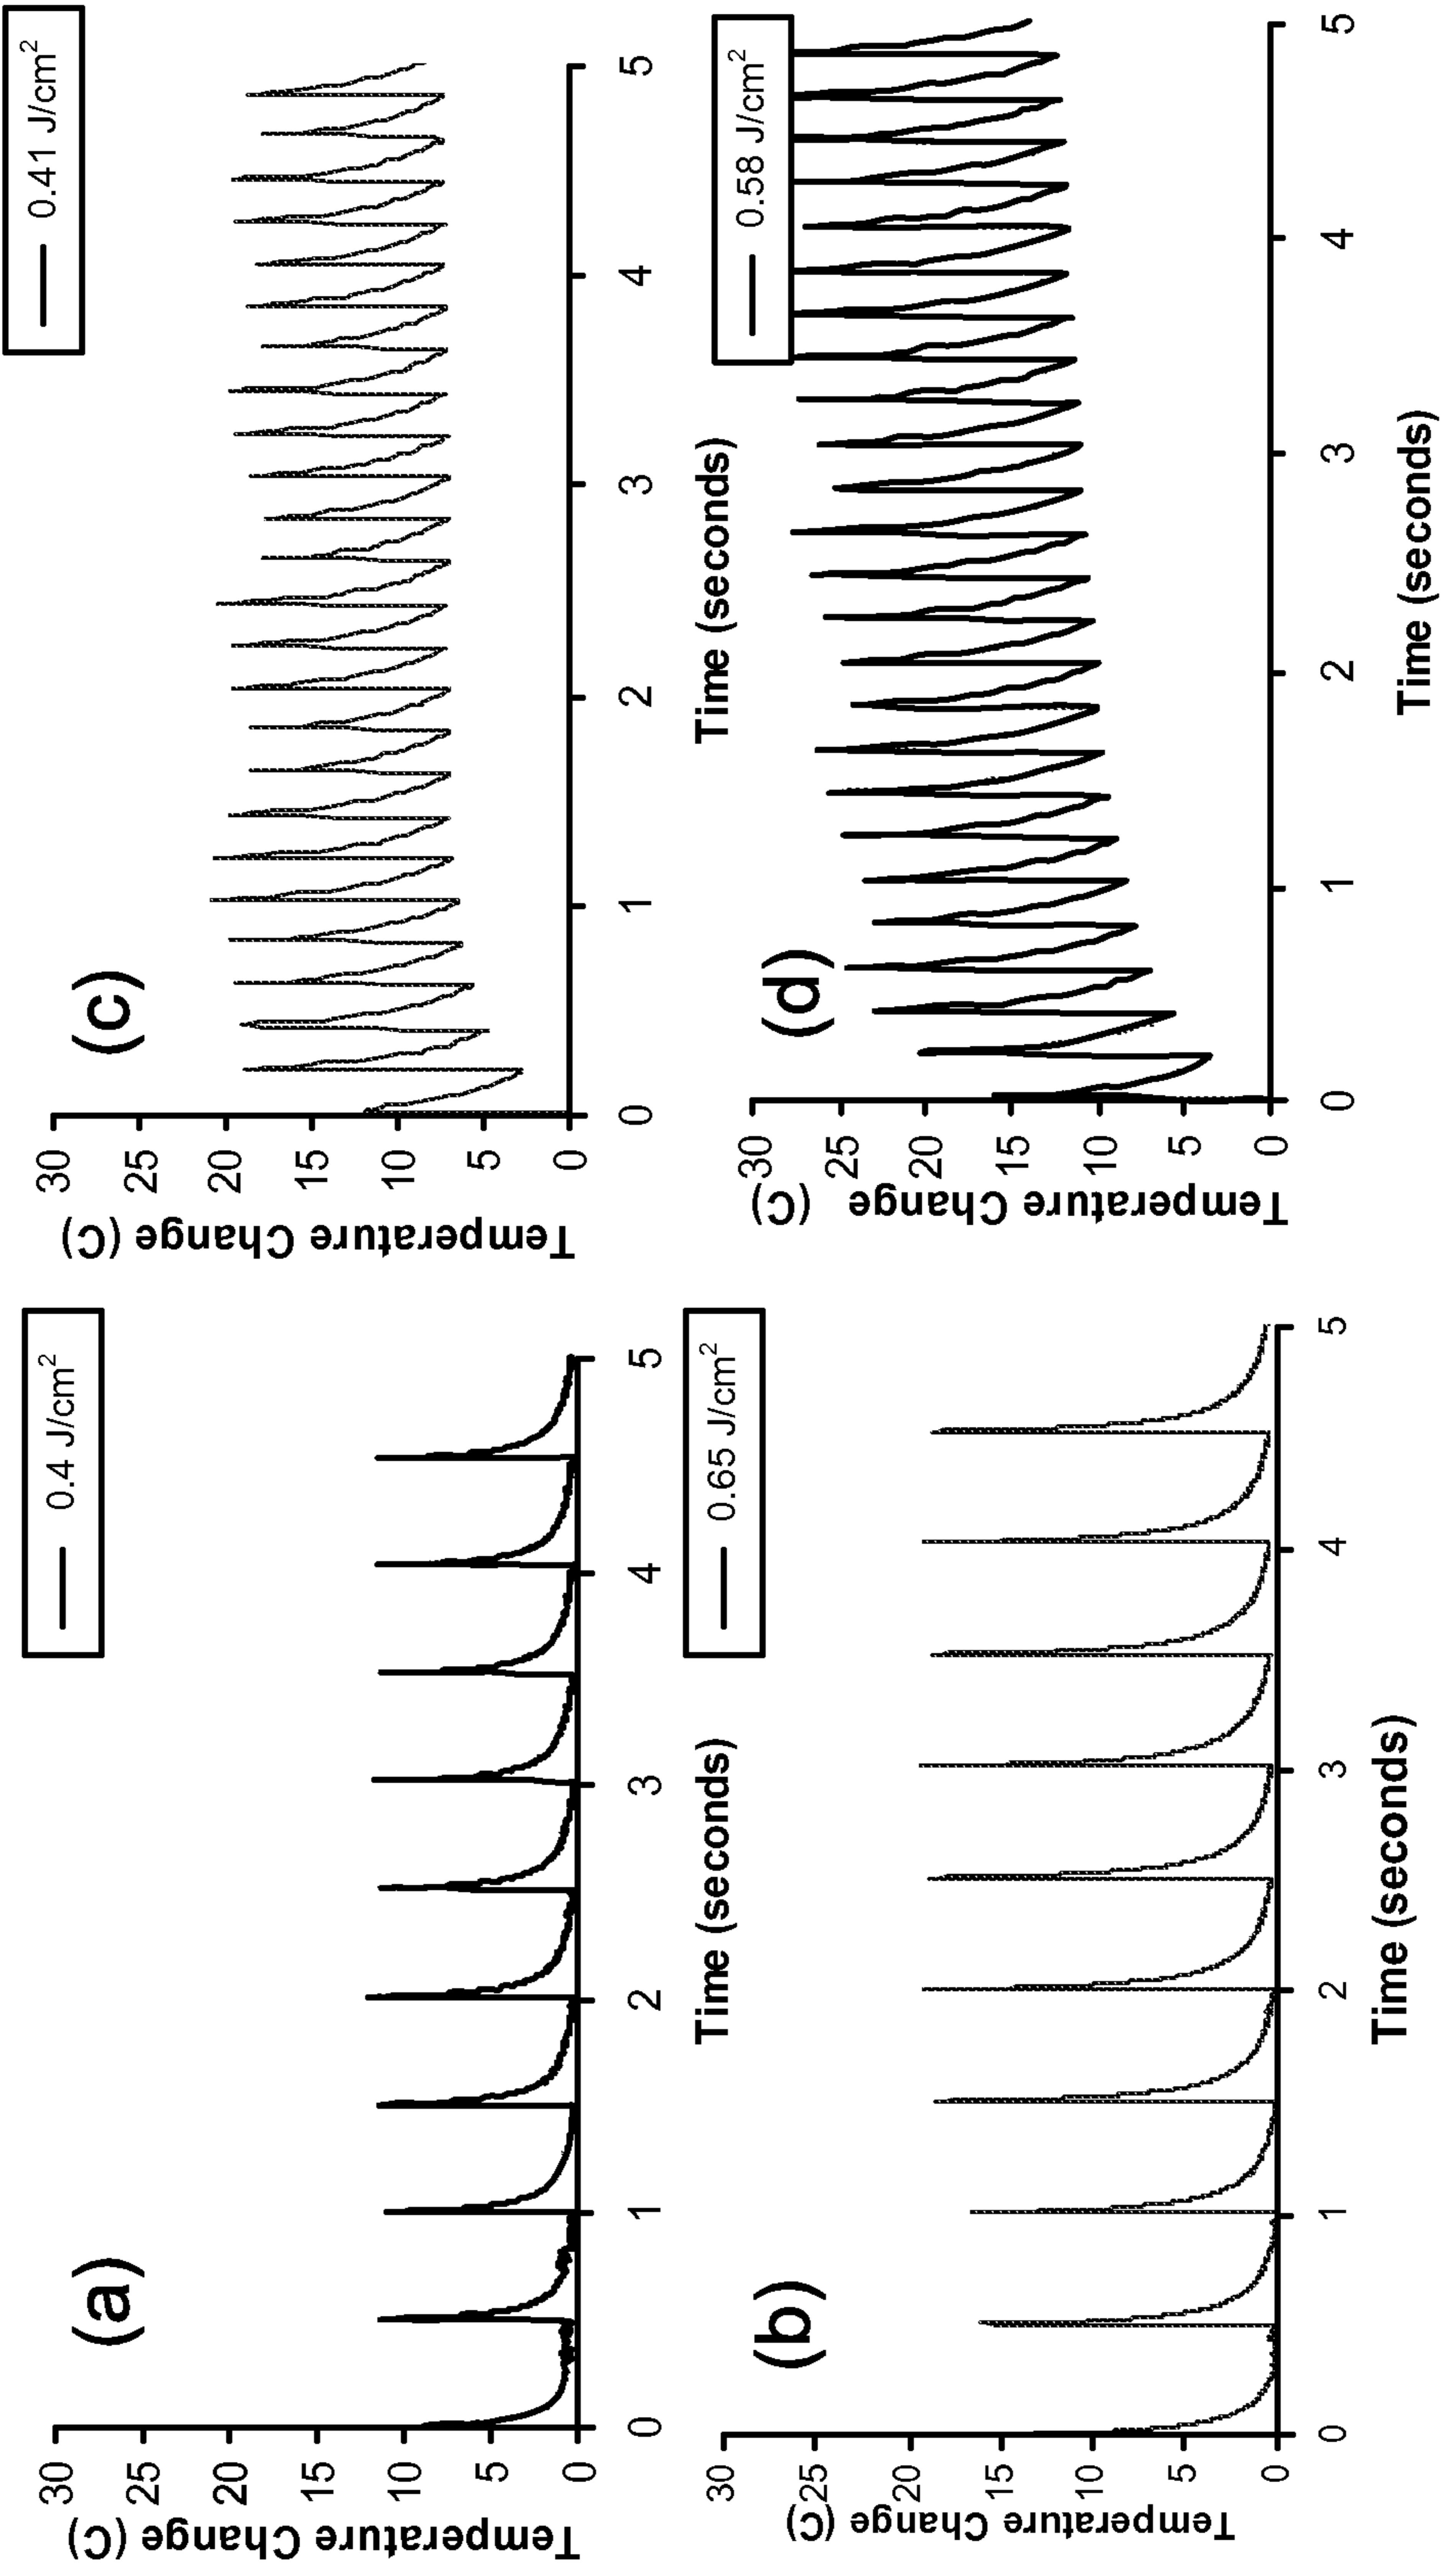 (a)
0.4 J/cm²
Temperature Change (C)
30
25
20
15
10
5
0
0 1 2 3 4 5
Time (seconds)
(c)
0.41 J/cm²
Temperature Change (C)
30
25
20
15
10
5
0
0 1 2 3 4 5
Time (seconds)
(b)
0.65 J/cm²
Temperature Change (C)
30
25
20
15
10
5
0
0 1 2 3 4 5
Time (seconds)
(d)
0.58 J/cm²
Temperature Change (C)
30
25
20
15
10
5
0
0 1 2 3 4 5
Time (seconds)